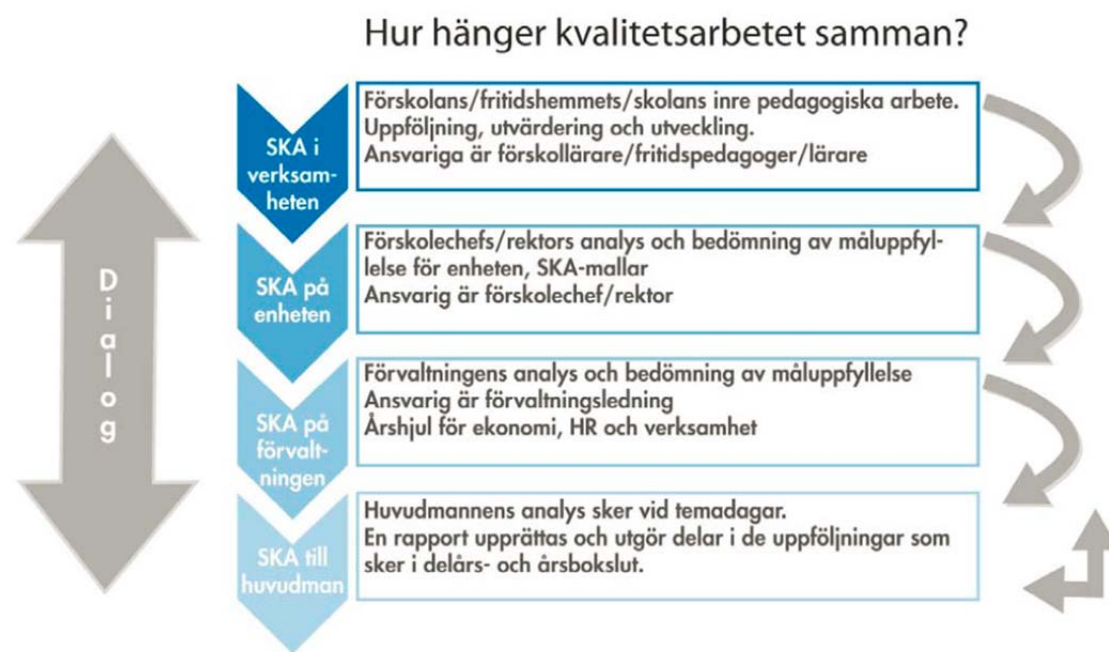 Hur hänger kvalitetsarbetet samman?
Dialog
SKA i
verksam-
heten
Förskolans/fritidshemmets/skolans inre pedagogiska arbete.
Uppföljning, utvärdering och utveckling.
Ansvariga är förskollärare/fritidspedagoger/lärare
SKA på
enheten
Förskolechefs/rektors analys och bedömning av måluppfyl-
lelse för enheten, SKA-mallar
Ansvarig är förskolechef/rektor
SKA på
förvalt-
ningen
Förvaltningens analys och bedömning av måluppfyllelse
Ansvarig är förvaltningsledning
Årshjul för ekonomi, HR och verksamhet
SKA till
huvudman
Huvudmannens analys sker vid temadagar.
En rapport upprättas och utgör delar i de uppföljningar som
sker i delårs- och årsbokslut.